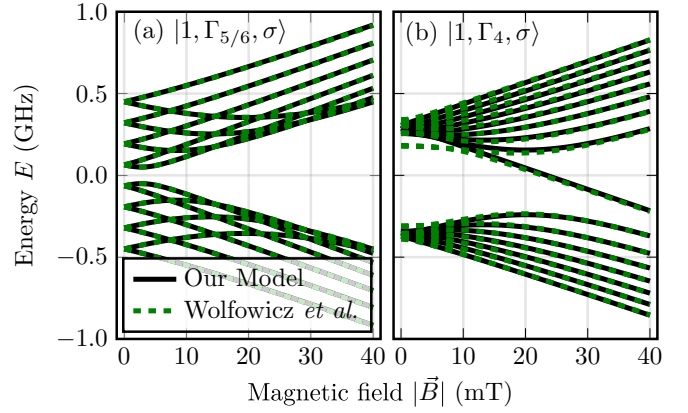 (a) |1, Γ5/6, σ⟩
(b) |1, Γ4, σ⟩
Energy E (GHz)
1.0
0.5
0.0
−0.5
−1.0
Our Model
Wolfowicz et al.
0 10 20 30 40
0 10 20 30 40
Magnetic field |B⃗| (mT)